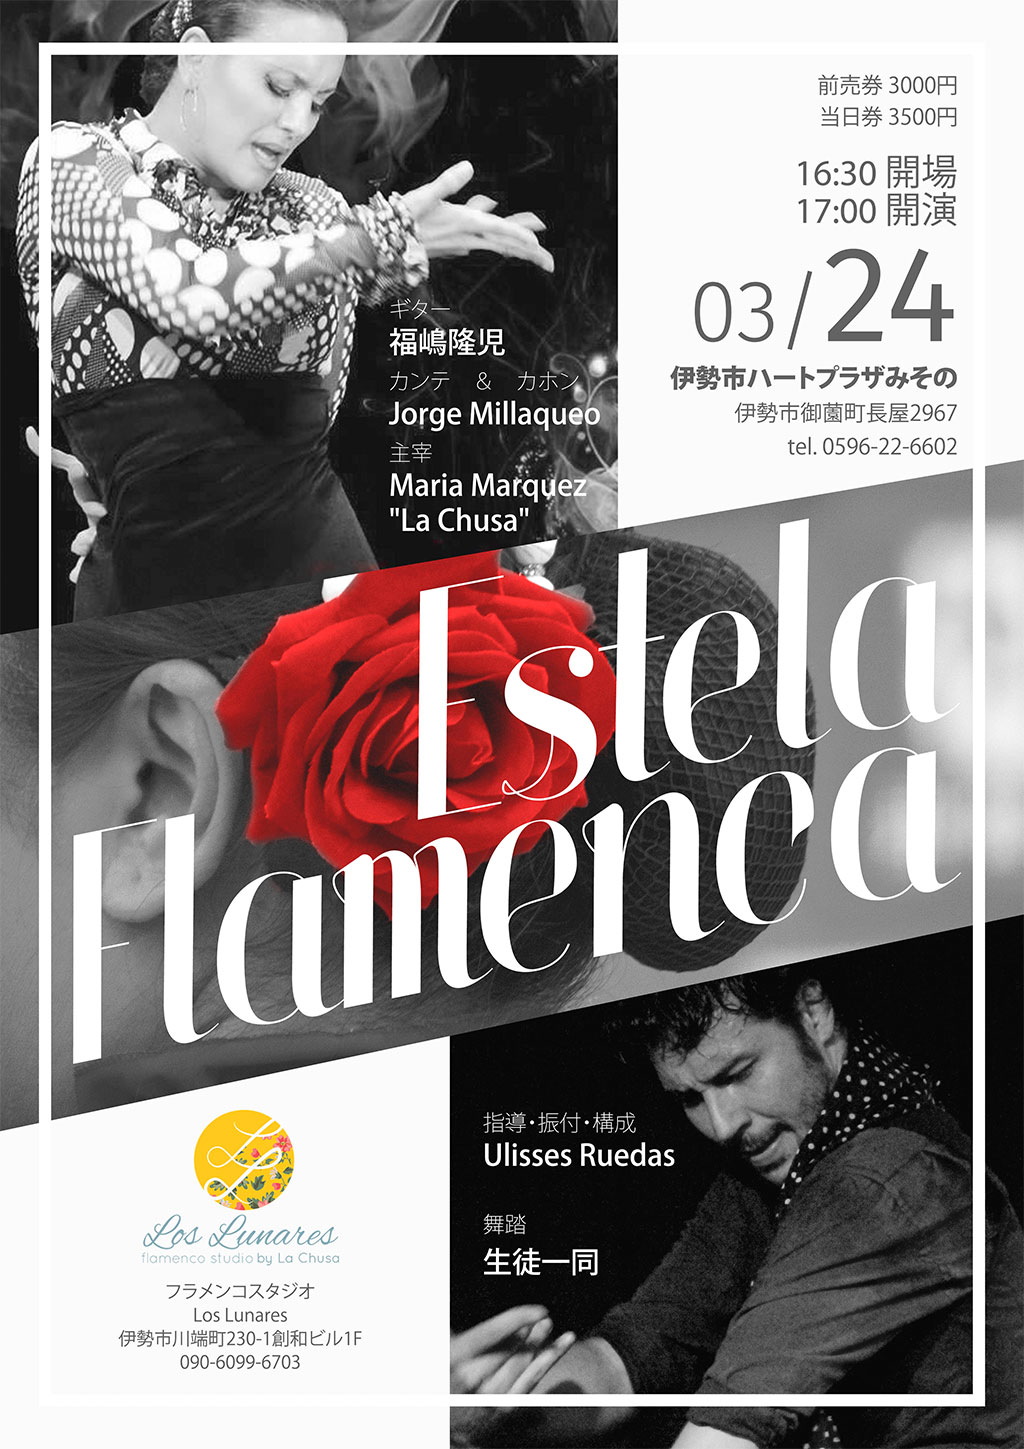 前売券 3000円
当日券 3500円
16:30 開場
17:00 開演
03/24
伊勢市ハートプラザみその
伊勢市御薗町長屋2967
tel. 0596-22-6602
ギター
福嶋隆児
カンテ & カホン
Jorge Millaqueo
主宰
Maria Marquez
"La Chusa"
Estela
Flamenca
指導・振付・構成
Ulisses Ruedas
舞踏
生徒一同
LL
Los Lunares
flamenco studio by La Chusa
フラメンコスタジオ
Los Lunares
伊勢市川端町230-1創和ビル1F
090-6099-6703